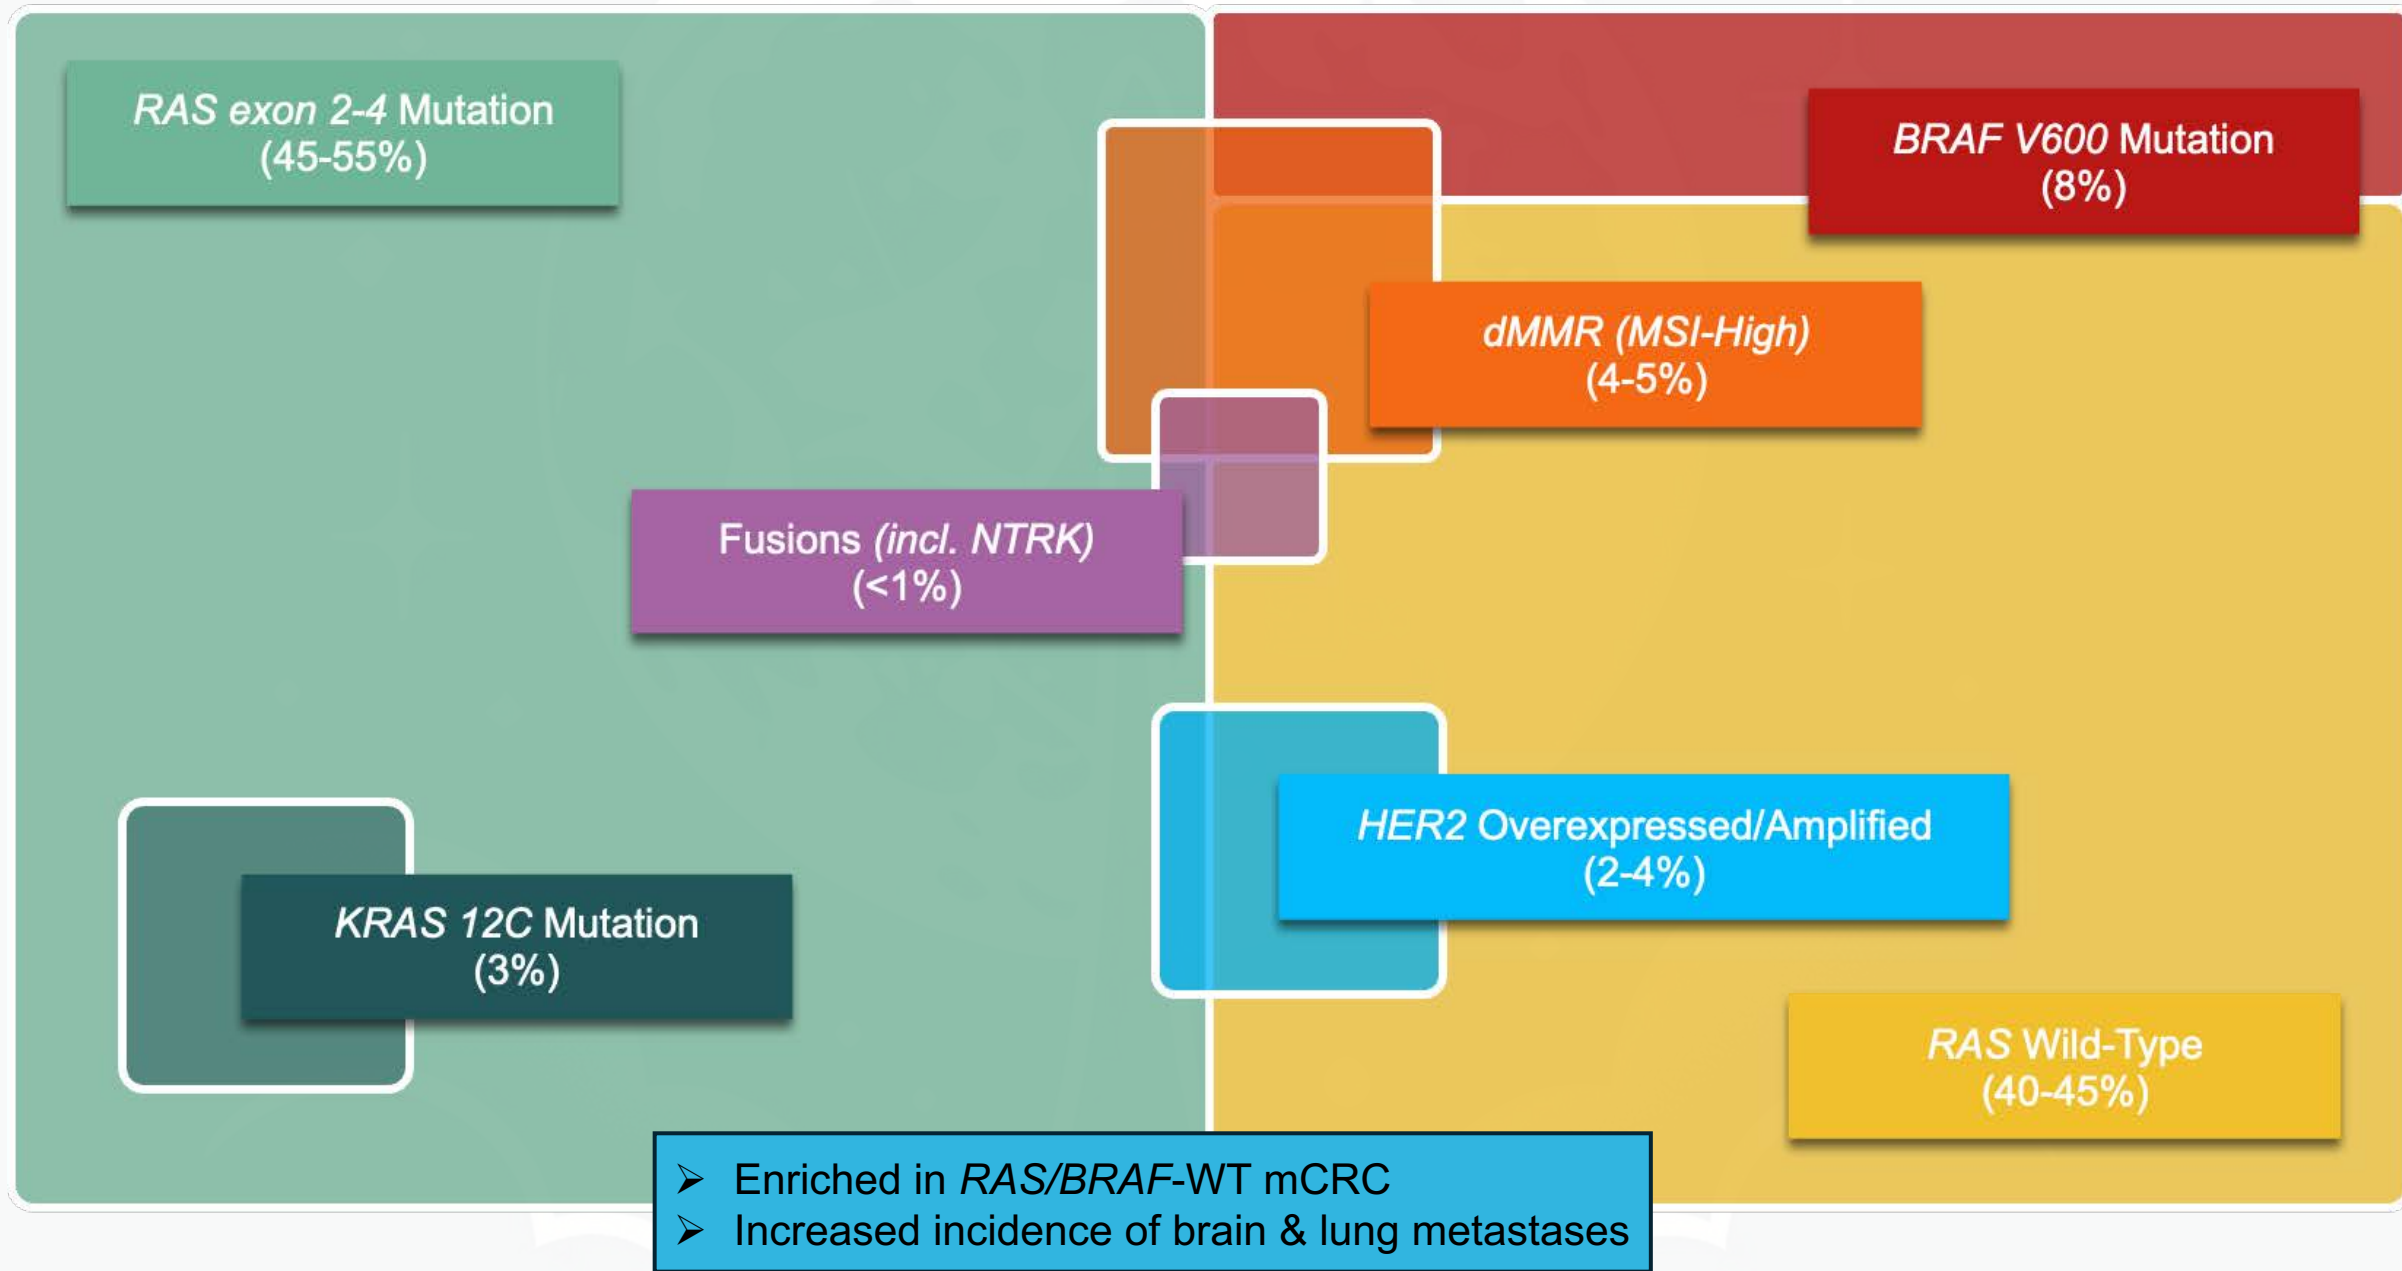 RAS exon 2-4 Mutation
(45-55%)
BRAF V600 Mutation
(8%)
dMMR (MSI-High)
(4-5%)
Fusions (incl. NTRK)
(<1%)
HER2 Overexpressed/Amplified
(2-4%)
KRAS 12C Mutation
(3%)
RAS Wild-Type
(40-45%)
➢ Enriched in RAS/BRAF-WT mCRC
➢ Increased incidence of brain & lung metastases